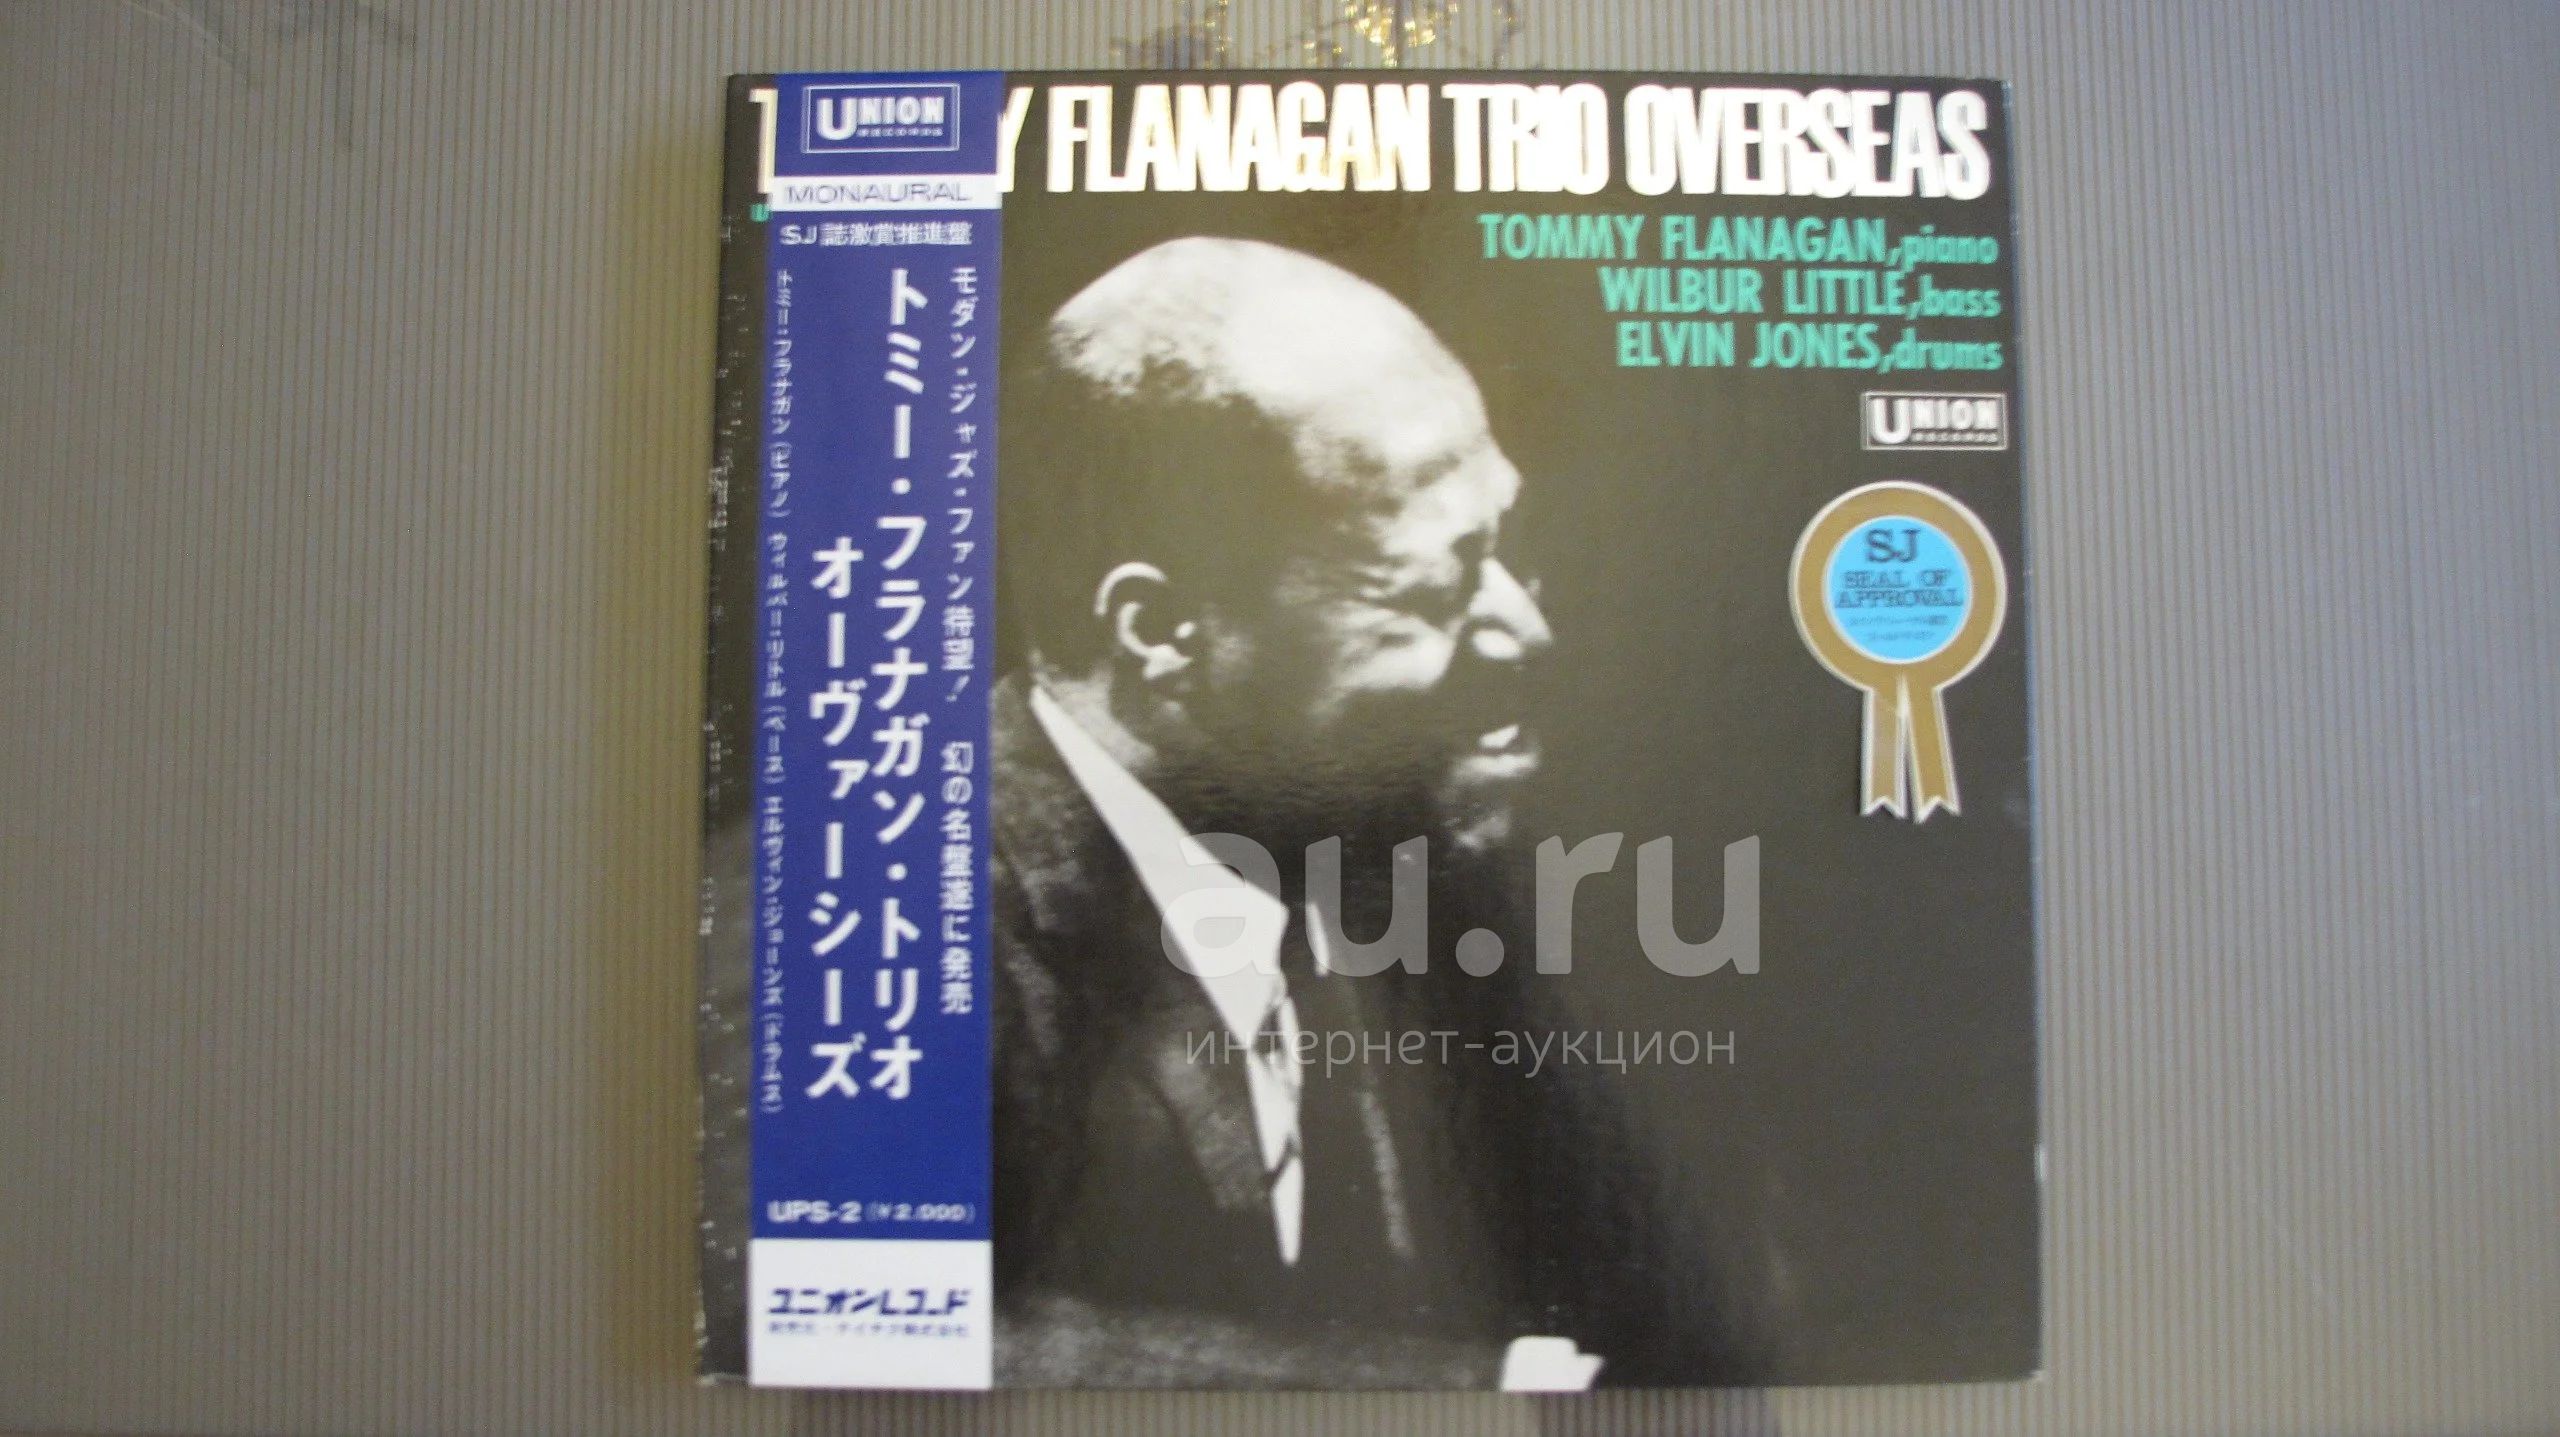 T Y FLANAGAN TRIO OVERSEAS
UNION
RECORDS
MONAURAL
SJ誌激賞推進盤
モダン・ジャズ・ファン待望! 幻の名盤遂に発売
トミー・フラナガン・トリオ
オーヴァーシーズ
トミー・フラナガン(ピアノ) ウィルバー・リトル(ベース) エルヴィン・ジョーンズ(ドラムス)
UPS-2 (¥2,000)
ユニオンレコード
TOMMY FLANAGAN, piano
WILBUR LITTLE, bass
ELVIN JONES, drums
UNION
RECORDS
SJ
SEAL OF
APPROVAL
au.ru
интернет-аукцион